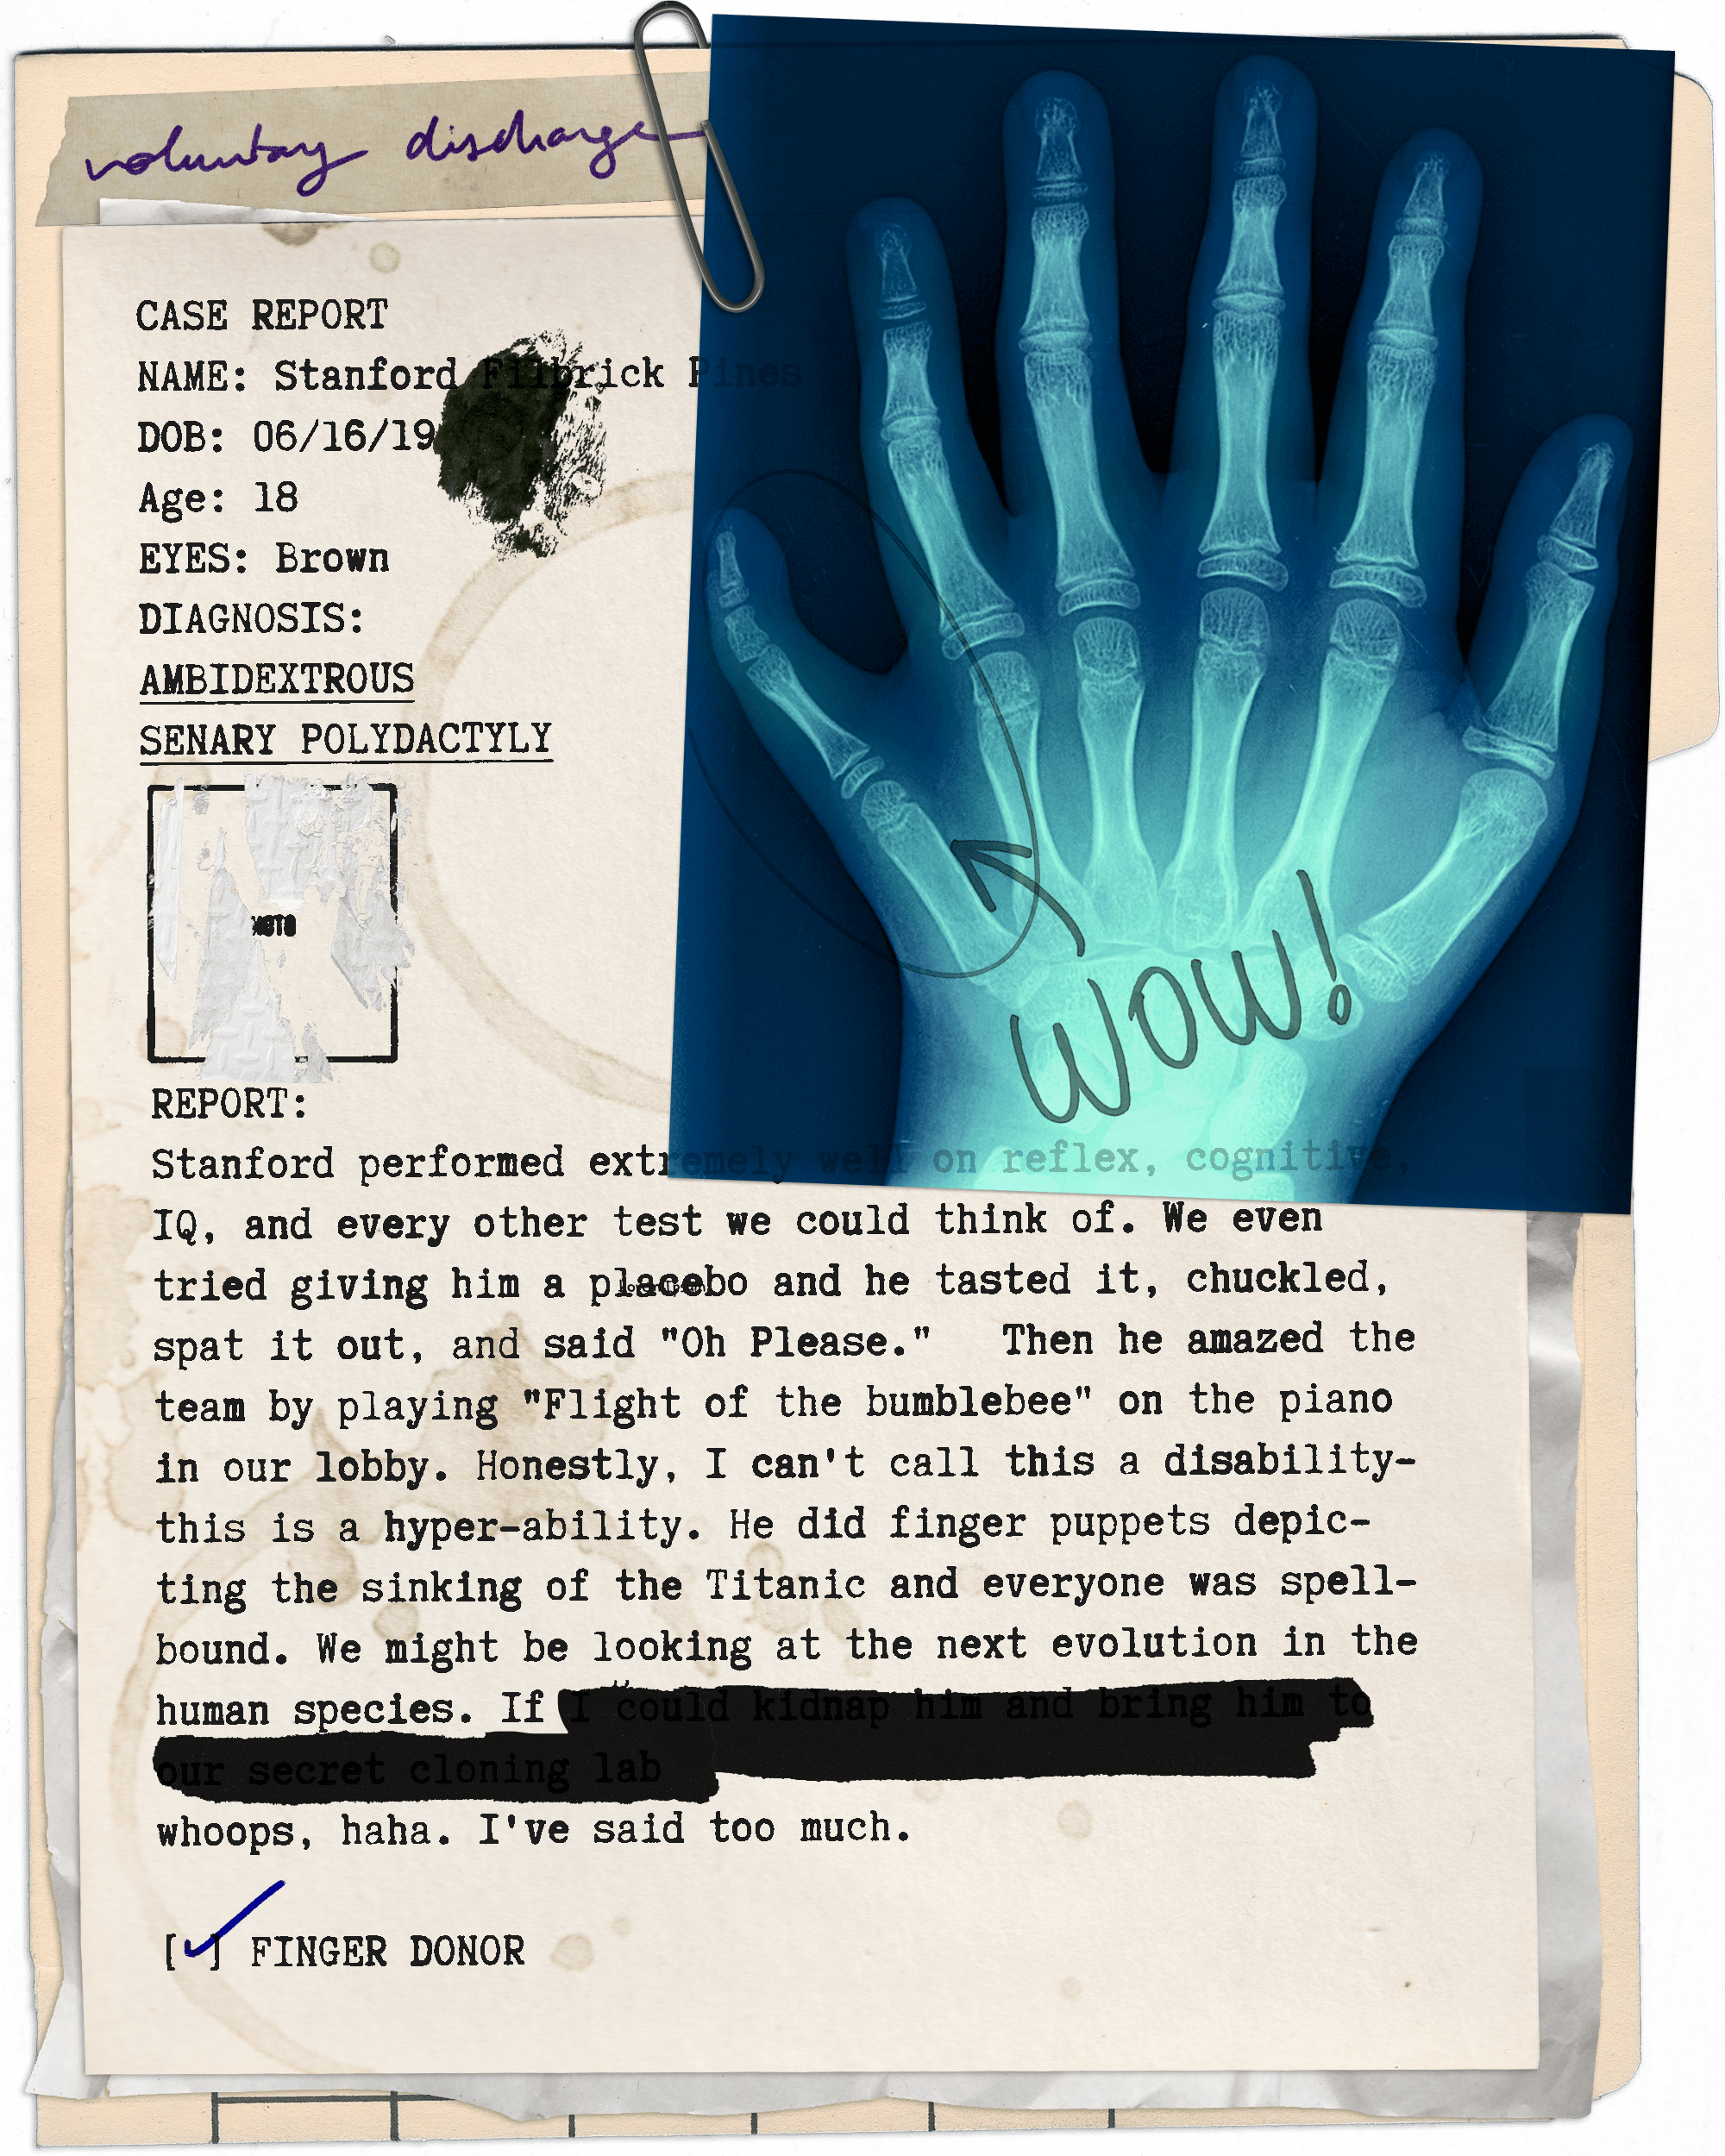 voluntary discharge
CASE REPORT
NAME: Stanford Filbrick Pines
DOB: 06/16/19
Age: 18
EYES: Brown
DIAGNOSIS:
AMBIDEXTROUS
SENARY POLYDACTYLY
WOW!
REPORT:
Stanford performed extremely well on reflex, cognitive,
IQ, and every other test we could think of. We even
tried giving him a placebo and he tasted it, chuckled,
spat it out, and said "Oh Please." Then he amazed the
team by playing "Flight of the bumblebee" on the piano
in our lobby. Honestly, I can't call this a disability-
this is a hyper-ability. He did finger puppets depic-
ting the sinking of the Titanic and everyone was spell-
bound. We might be looking at the next evolution in the
human species. If I could kidnap him and bring him to
our secret cloning lab
whoops, haha. I've said too much.
[✓] FINGER DONOR